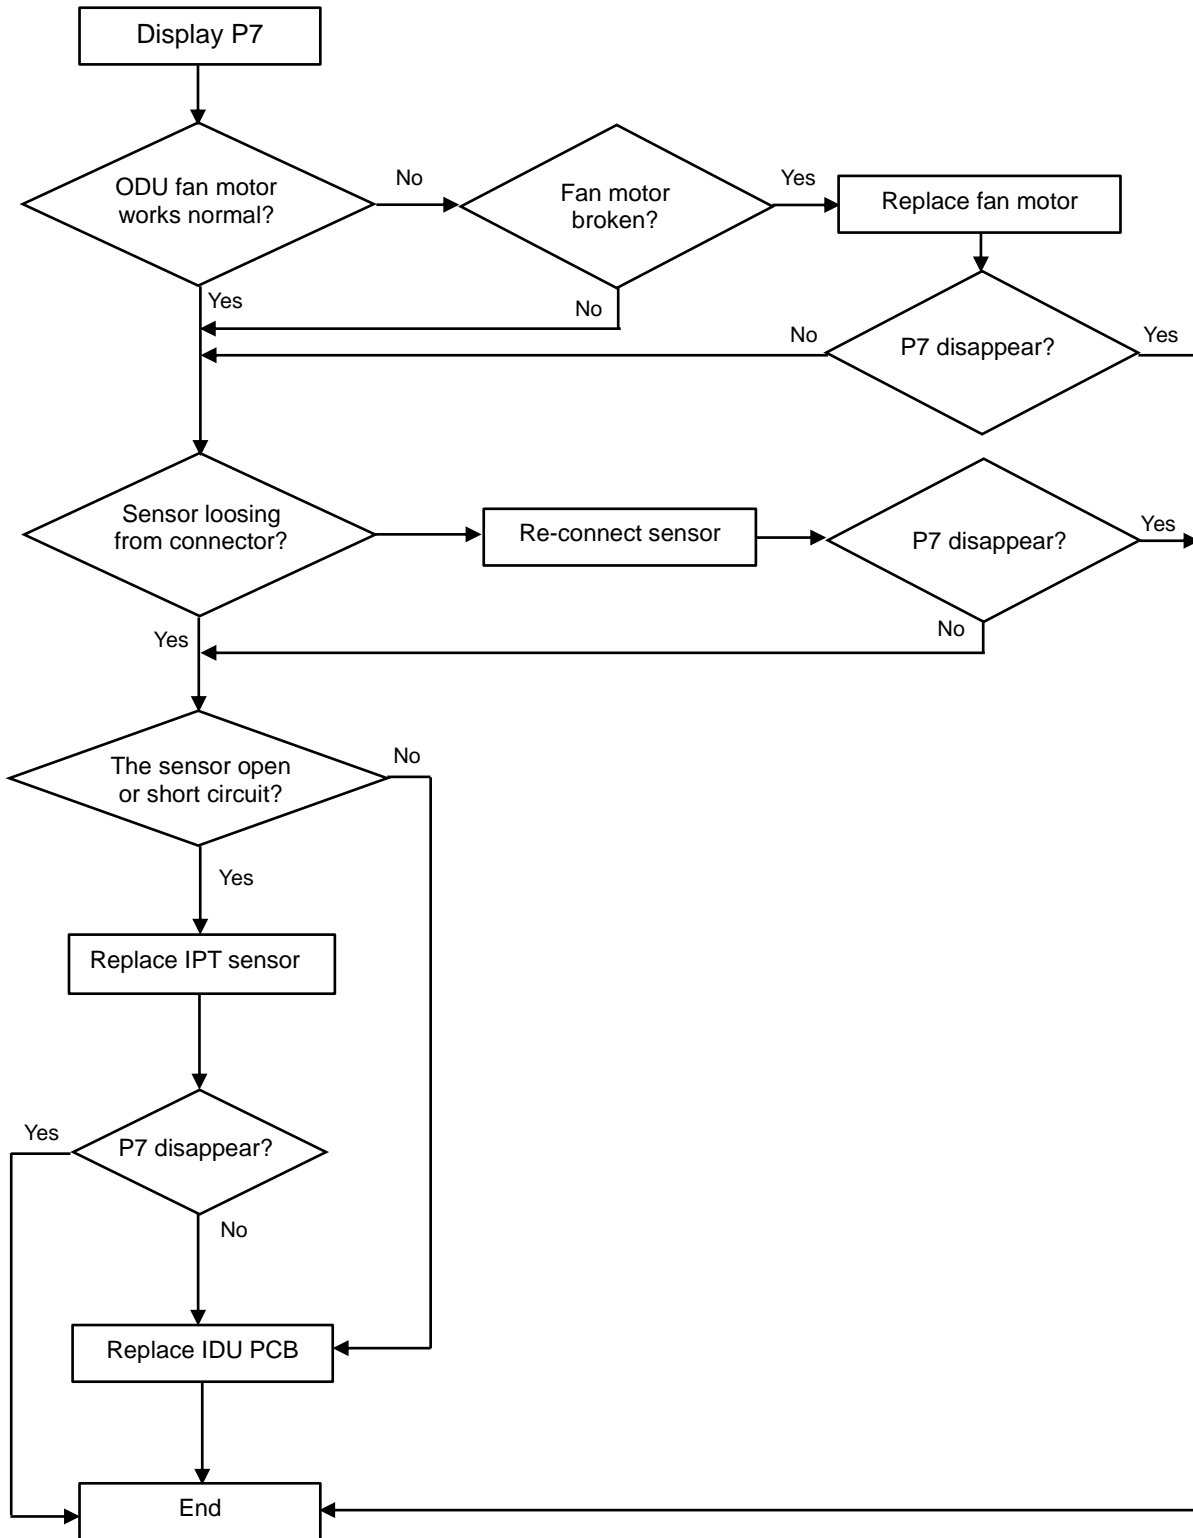 Display P7
ODU fan motor
works normal?
No
Fan motor
broken?
Yes
Replace fan motor
Yes
No
No
P7 disappear?
Yes
Sensor loosing
from connector?
Re-connect sensor
P7 disappear?
Yes
Yes
No
The sensor open
or short circuit?
No
Yes
Replace IPT sensor
Yes
P7 disappear?
No
Replace IDU PCB
End